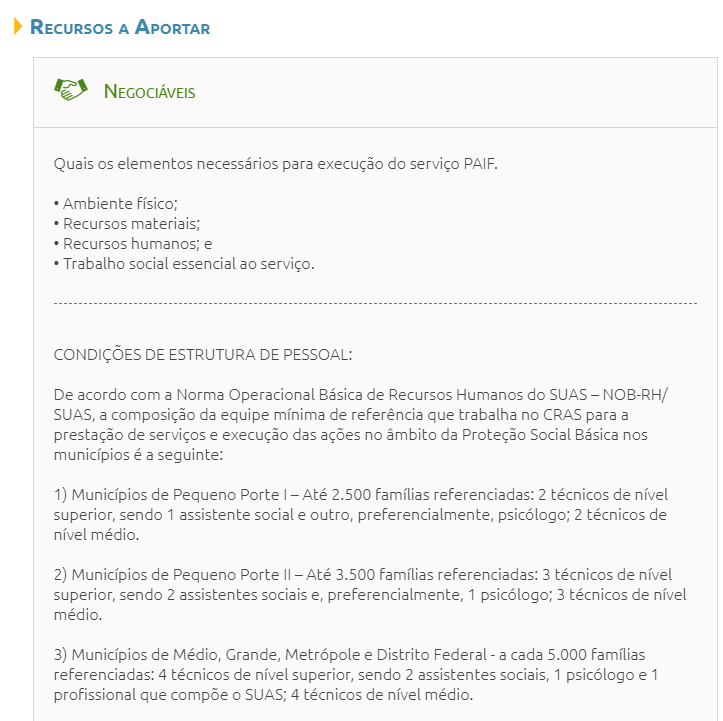 Recursos a Aportar
Negociáveis
Quais os elementos necessários para execução do serviço PAIF.
• Ambiente físico;
• Recursos materiais;
• Recursos humanos; e
• Trabalho social essencial ao serviço.
CONDIÇÕES DE ESTRUTURA DE PESSOAL:
De acordo com a Norma Operacional Básica de Recursos Humanos do SUAS – NOB-RH/
SUAS, a composição da equipe mínima de referência que trabalha no CRAS para a
prestação de serviços e execução das ações no âmbito da Proteção Social Básica nos
municípios é a seguinte:
1) Municípios de Pequeno Porte I – Até 2.500 famílias referenciadas: 2 técnicos de nível
superior, sendo 1 assistente social e outro, preferencialmente, psicólogo; 2 técnicos de
nível médio.
2) Municípios de Pequeno Porte II – Até 3.500 famílias referenciadas: 3 técnicos de nível
superior, sendo 2 assistentes sociais e, preferencialmente, 1 psicólogo; 3 técnicos de nível
médio.
3) Municípios de Médio, Grande, Metrópole e Distrito Federal - a cada 5.000 famílias
referenciadas: 4 técnicos de nível superior, sendo 2 assistentes sociais, 1 psicólogo e 1
profissional que compõe o SUAS; 4 técnicos de nível médio.